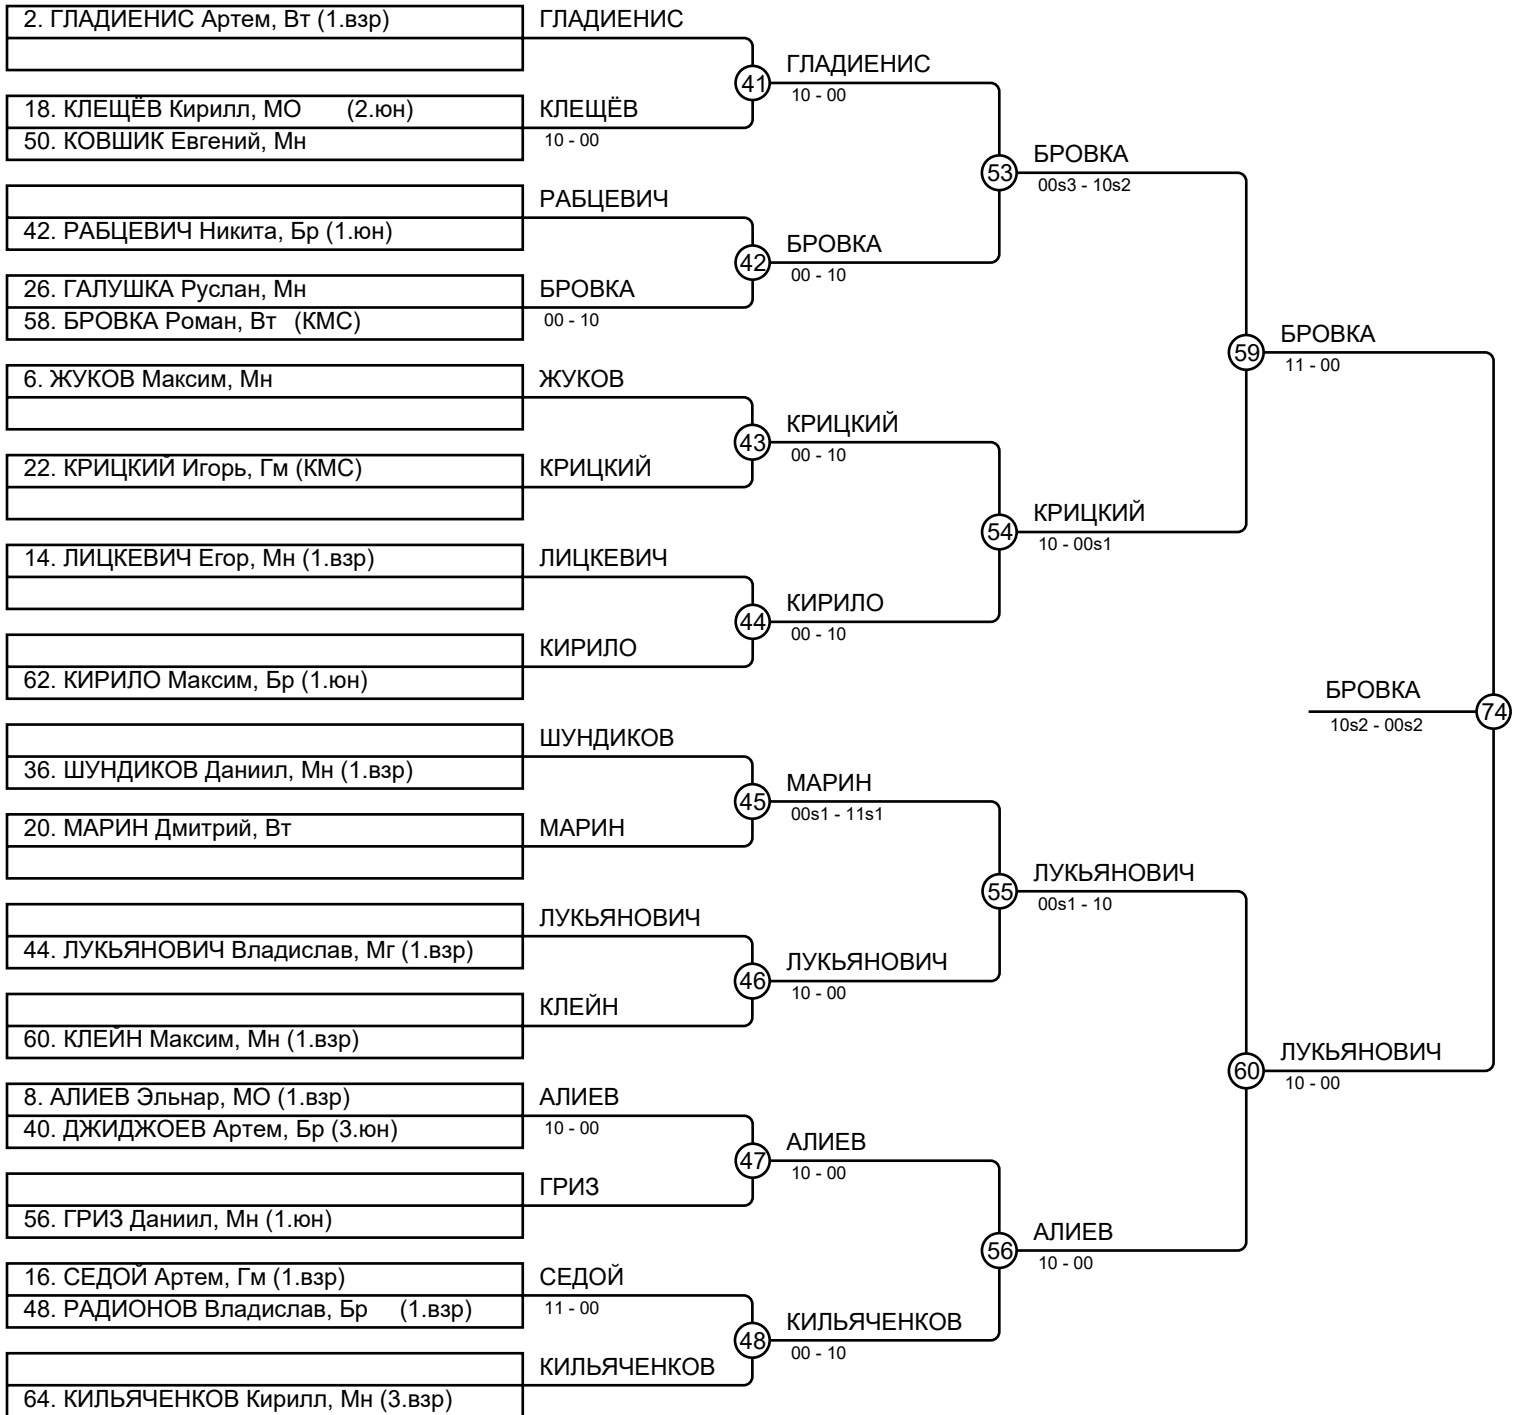 2. ГЛАДИЕНИС Артем, Вт (1.взр)
ГЛАДИЕНИС
41
ГЛАДИЕНИС
10 - 00
18. КЛЕЩЁВ Кирилл, МО (2.юн)
КЛЕЩЁВ
50. КОВШИК Евгений, Мн
10 - 00
53
БРОВКА
00s3 - 10s2
РАБЦЕВИЧ
42. РАБЦЕВИЧ Никита, Бр (1.юн)
42
БРОВКА
00 - 10
26. ГАЛУШКА Руслан, Мн
БРОВКА
58. БРОВКА Роман, Вт (КМС)
00 - 10
59
БРОВКА
11 - 00
6. ЖУКОВ Максим, Мн
ЖУКОВ
43
КРИЦКИЙ
00 - 10
22. КРИЦКИЙ Игорь, Гм (КМС)
КРИЦКИЙ
54
КРИЦКИЙ
10 - 00s1
14. ЛИЦКЕВИЧ Егор, Мн (1.взр)
ЛИЦКЕВИЧ
44
КИРИЛО
00 - 10
КИРИЛО
62. КИРИЛО Максим, Бр (1.юн)
БРОВКА
74
10s2 - 00s2
ШУНДИКОВ
36. ШУНДИКОВ Даниил, Мн (1.взр)
45
МАРИН
00s1 - 11s1
20. МАРИН Дмитрий, Вт
МАРИН
55
ЛУКЬЯНОВИЧ
00s1 - 10
ЛУКЬЯНОВИЧ
44. ЛУКЬЯНОВИЧ Владислав, Мг (1.взр)
46
ЛУКЬЯНОВИЧ
10 - 00
КЛЕЙН
60. КЛЕЙН Максим, Мн (1.взр)
60
ЛУКЬЯНОВИЧ
10 - 00
8. АЛИЕВ Эльнар, МО (1.взр)
АЛИЕВ
40. ДЖИДЖОЕВ Артем, Бр (3.юн)
10 - 00
47
АЛИЕВ
10 - 00
ГРИЗ
56. ГРИЗ Даниил, Мн (1.юн)
56
АЛИЕВ
10 - 00
16. СЕДОЙ Артем, Гм (1.взр)
СЕДОЙ
48. РАДИОНОВ Владислав, Бр (1.взр)
11 - 00
48
КИЛЬЯЧЕНКОВ
00 - 10
КИЛЬЯЧЕНКОВ
64. КИЛЬЯЧЕНКОВ Кирилл, Мн (3.взр)